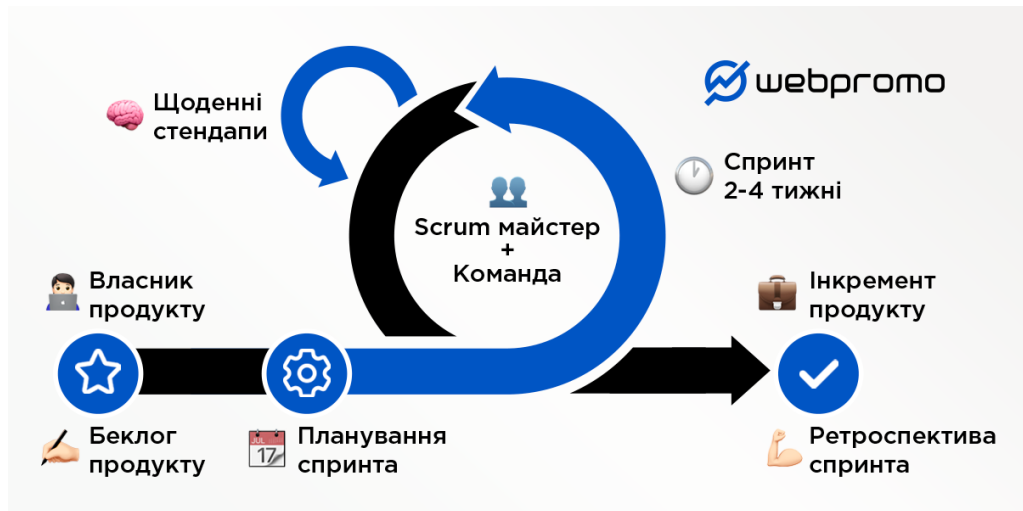 webpromo
Щоденні
стендапи
Спринт
2-4 тижні
Scrum майстер
+
Команда
Власник
продукту
Інкремент
продукту
Беклог
продукту
JUL
17
Планування
спринта
Ретроспектива
спринта